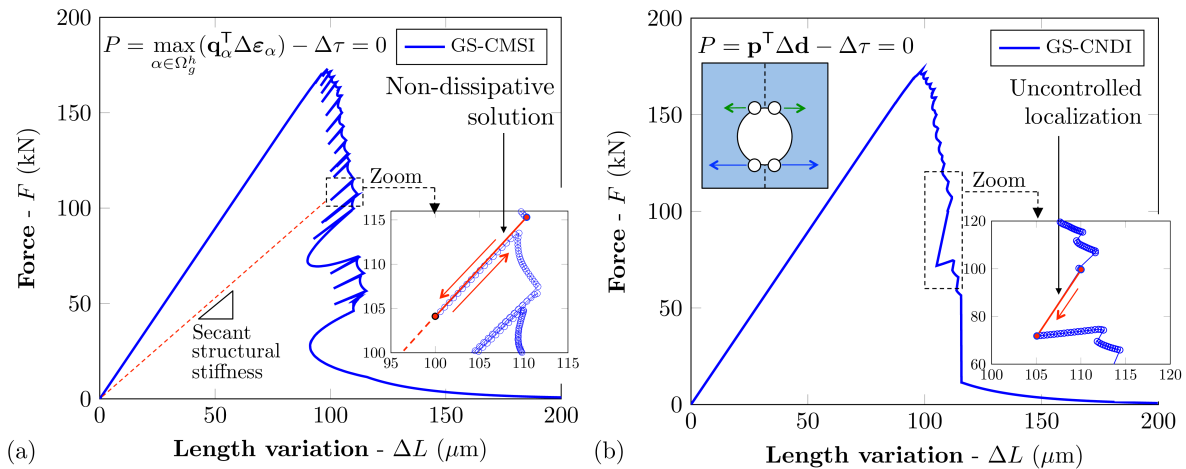 P = max α∈Ω_g^h (q_α^T Δε_α) − Δτ = 0
GS-CMSI
Non-dissipative
solution
Zoom
Secant
structural
stiffness
115
110
105
100
95
100
105
110
115
200
150
100
50
0
0
50
100
150
200
Force - F (kN)
Length variation - ΔL (μm)
(a)
P = p^T Δd − Δτ = 0
GS-CNDI
Uncontrolled
localization
Zoom
120
100
80
60
100
105
110
115
120
200
150
100
50
0
0
50
100
150
200
Force - F (kN)
Length variation - ΔL (μm)
(b)